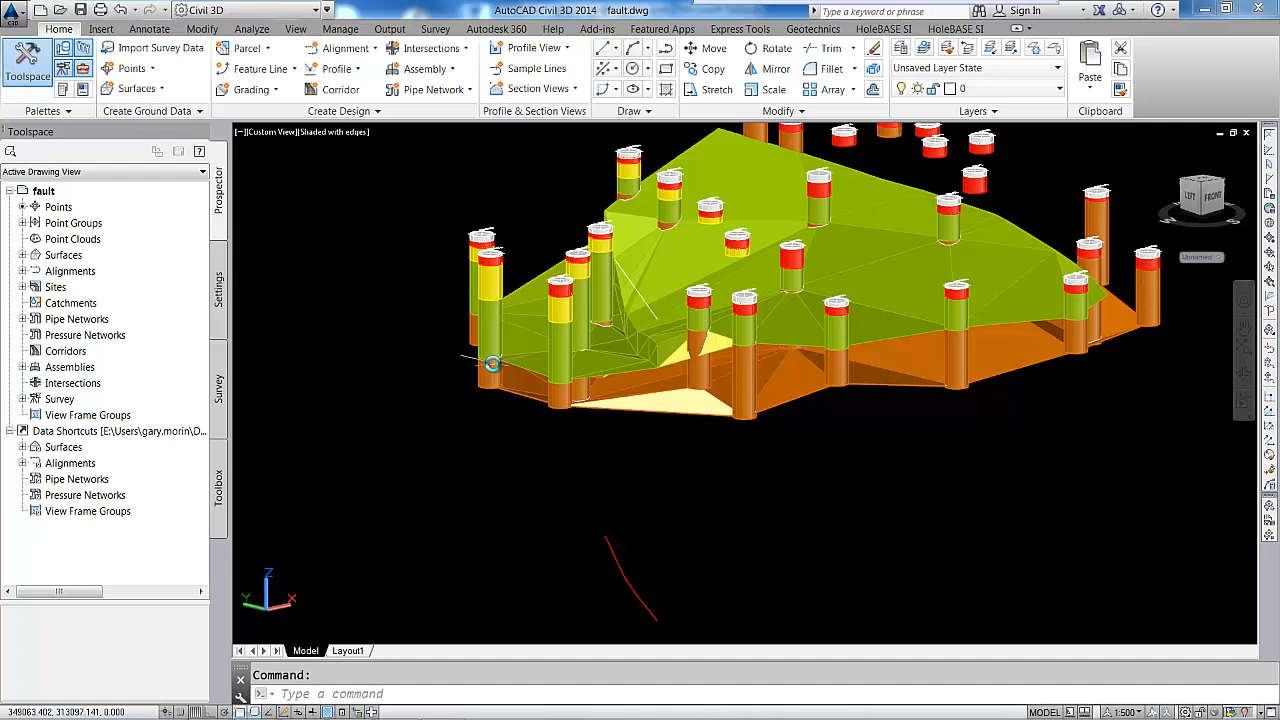 Civil 3D
AutoCAD Civil 3D 2014   fault.dwg
Type a keyword or phrase
Sign In
Home Insert Annotate Modify Analyze View Manage Output Survey Autodesk 360 Help Add-ins Featured Apps Express Tools Geotechnics HoleBASE SI HoleBASE SI
Toolspace
Import Survey Data
Points
Surfaces
Parcel
Feature Line
Grading
Alignment
Profile
Corridor
Intersections
Assembly
Pipe Network
Profile View
Sample Lines
Section Views
Move
Copy
Stretch
Rotate
Mirror
Scale
Trim
Fillet
Array
Unsaved Layer State
0
Paste
Palettes
Create Ground Data
Create Design
Profile & Section Views
Draw
Modify
Layers
Clipboard
Toolspace
Active Drawing View
fault
Points
Point Groups
Point Clouds
Surfaces
Alignments
Sites
Catchments
Pipe Networks
Pressure Networks
Corridors
Assemblies
Intersections
Survey
View Frame Groups
Data Shortcuts [E:\Users\gary.morin\D...
Surfaces
Alignments
Pipe Networks
Pressure Networks
View Frame Groups
Prospector
Settings
Survey
Toolbox
[−][Custom View][Shaded with edges]
LEFT
FRONT
Unnamed
Z
Y
X
Model
Layout1
Command:
Type a command
349063.402, 313097.141, 0.000
MODEL
1:500